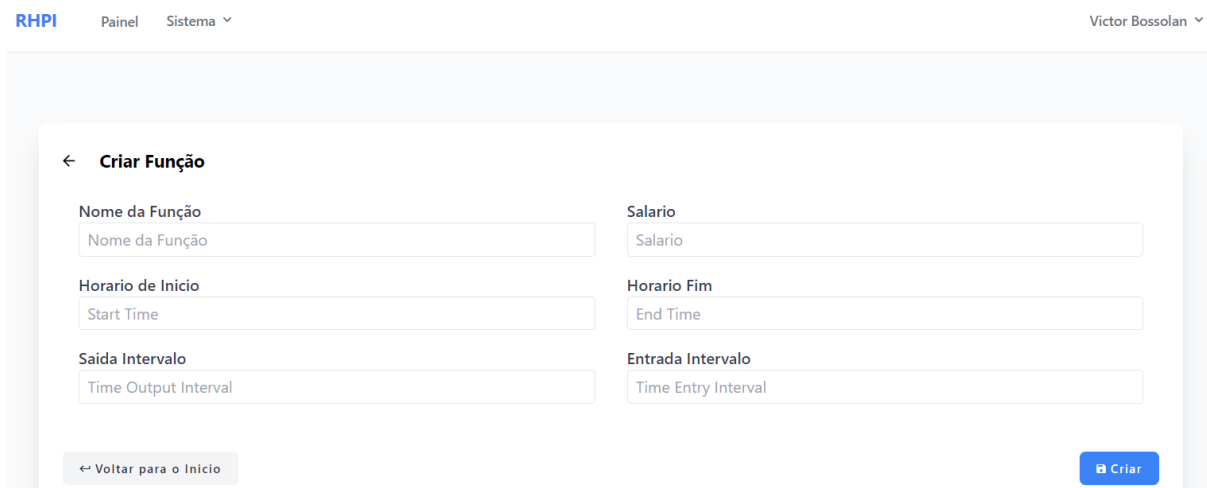 RHPI Painel Sistema Victor Bossolan
Criar Função
Nome da Função Salario
Nome da Função Salario
Horario de Inicio Horario Fim
Start Time End Time
Saida Intervalo Entrada Intervalo
Time Output Interval Time Entry Interval
Voltar para o Inicio Criar